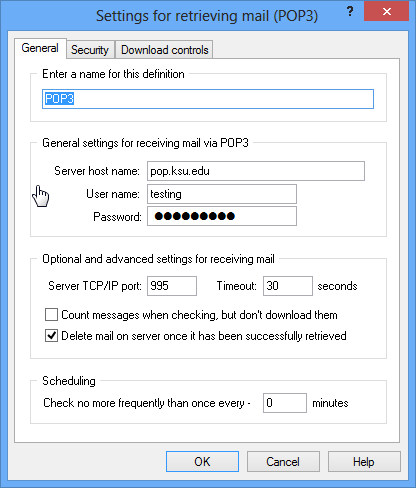 Settings for retrieving mail (POP3)
General Security Download controls
Enter a name for this definition
POP3
General settings for receiving mail via POP3
Server host name: pop.ksu.edu
User name: testing
Password: ●●●●●●●●●
Optional and advanced settings for receiving mail
Server TCP/IP port: 995 Timeout: 30 seconds
Count messages when checking, but don't download them
Delete mail on server once it has been successfully retrieved
Scheduling
Check no more frequently than once every - 0 minutes
OK Cancel Help